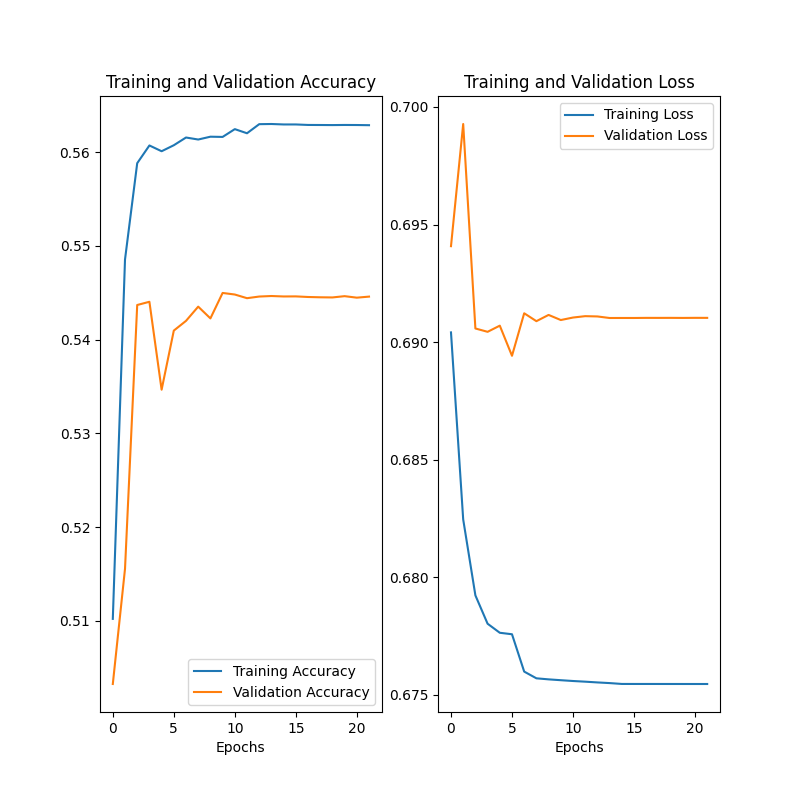 Training and Validation Accuracy
0.56
0.55
0.54
0.53
0.52
0.51
Training Accuracy
Validation Accuracy
0 5 10 15 20
Epochs
Training and Validation Loss
0.700
0.695
0.690
0.685
0.680
0.675
Training Loss
Validation Loss
0 5 10 15 20
Epochs